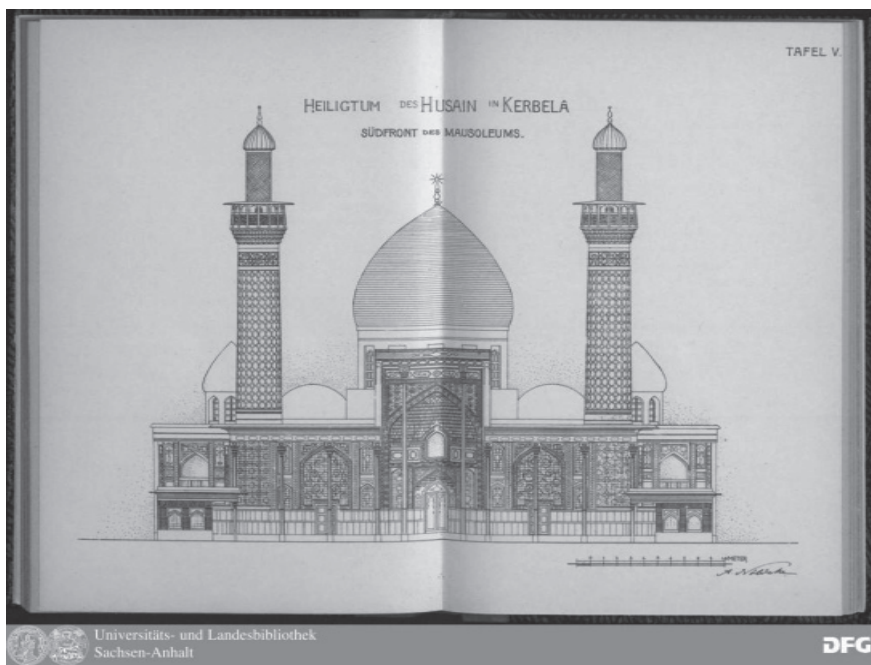 TAFEL V.
HEILIGTUM DES HUSAIN IN KERBELA
SÜDFRONT DES MAUSOLEUMS.
METER
Universitäts- und Landesbibliothek
Sachsen-Anhalt
DFG